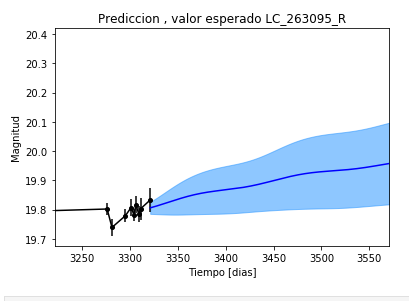 Prediccion , valor esperado LC_263095_R
20.4
20.3
20.2
20.1
20.0
19.9
19.8
19.7
Magnitud
3250 3300 3350 3400 3450 3500 3550
Tiempo [dias]